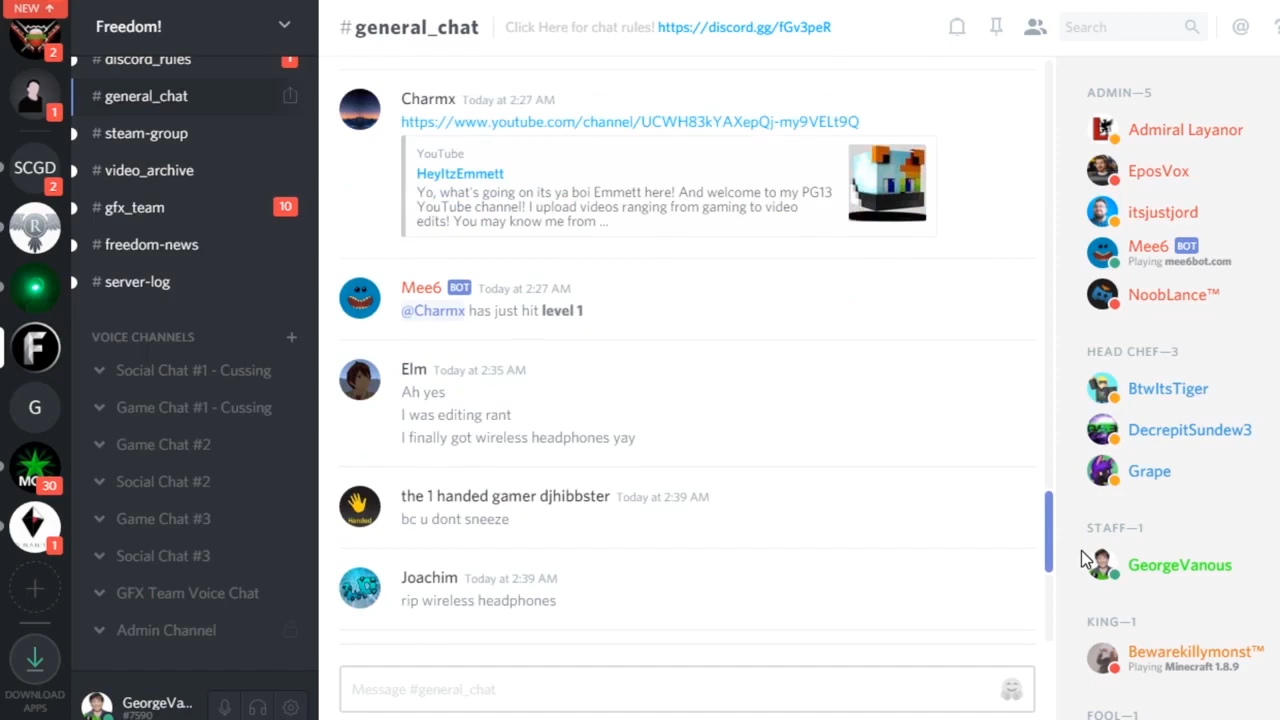 NEW ↑
2
1
SCGD
2
F
G
MC
30
1
DOWNLOAD
APPS
Freedom!
# discord_rules
1
# general_chat
# steam-group
# video_archive
# gfx_team
10
# freedom-news
# server-log
VOICE CHANNELS
Social Chat #1 - Cussing
Game Chat #1 - Cussing
Game Chat #2
Social Chat #2
Game Chat #3
Social Chat #3
GFX Team Voice Chat
Admin Channel
GeorgeVa...
#7590
# general_chat
Click Here for chat rules! https://discord.gg/fGv3peR
Search
@
?
Charmx Today at 2:27 AM
https://www.youtube.com/channel/UCWH83kYAXepQj-my9VELt9Q
YouTube
HeyItzEmmett
Yo, what's going on its ya boi Emmett here! And welcome to my PG13
YouTube channel! I upload videos ranging from gaming to video
edits! You may know me from ...
Mee6 BOT Today at 2:27 AM
@Charmx has just hit level 1
Elm Today at 2:35 AM
Ah yes
I was editing rant
I finally got wireless headphones yay
Handed
the 1 handed gamer djhibbster Today at 2:39 AM
bc u dont sneeze
Joachim Today at 2:39 AM
rip wireless headphones
Message #general_chat
ADMIN—5
Admiral Layanor
EposVox
itsjustjord
Mee6 BOT
Playing mee6bot.com
NoobLance™
HEAD CHEF—3
BtwItsTiger
DecrepitSundew3
Grape
STAFF—1
GeorgeVanous
KING—1
Bewarekillymonst™
Playing Minecraft 1.8.9
FOOL—1